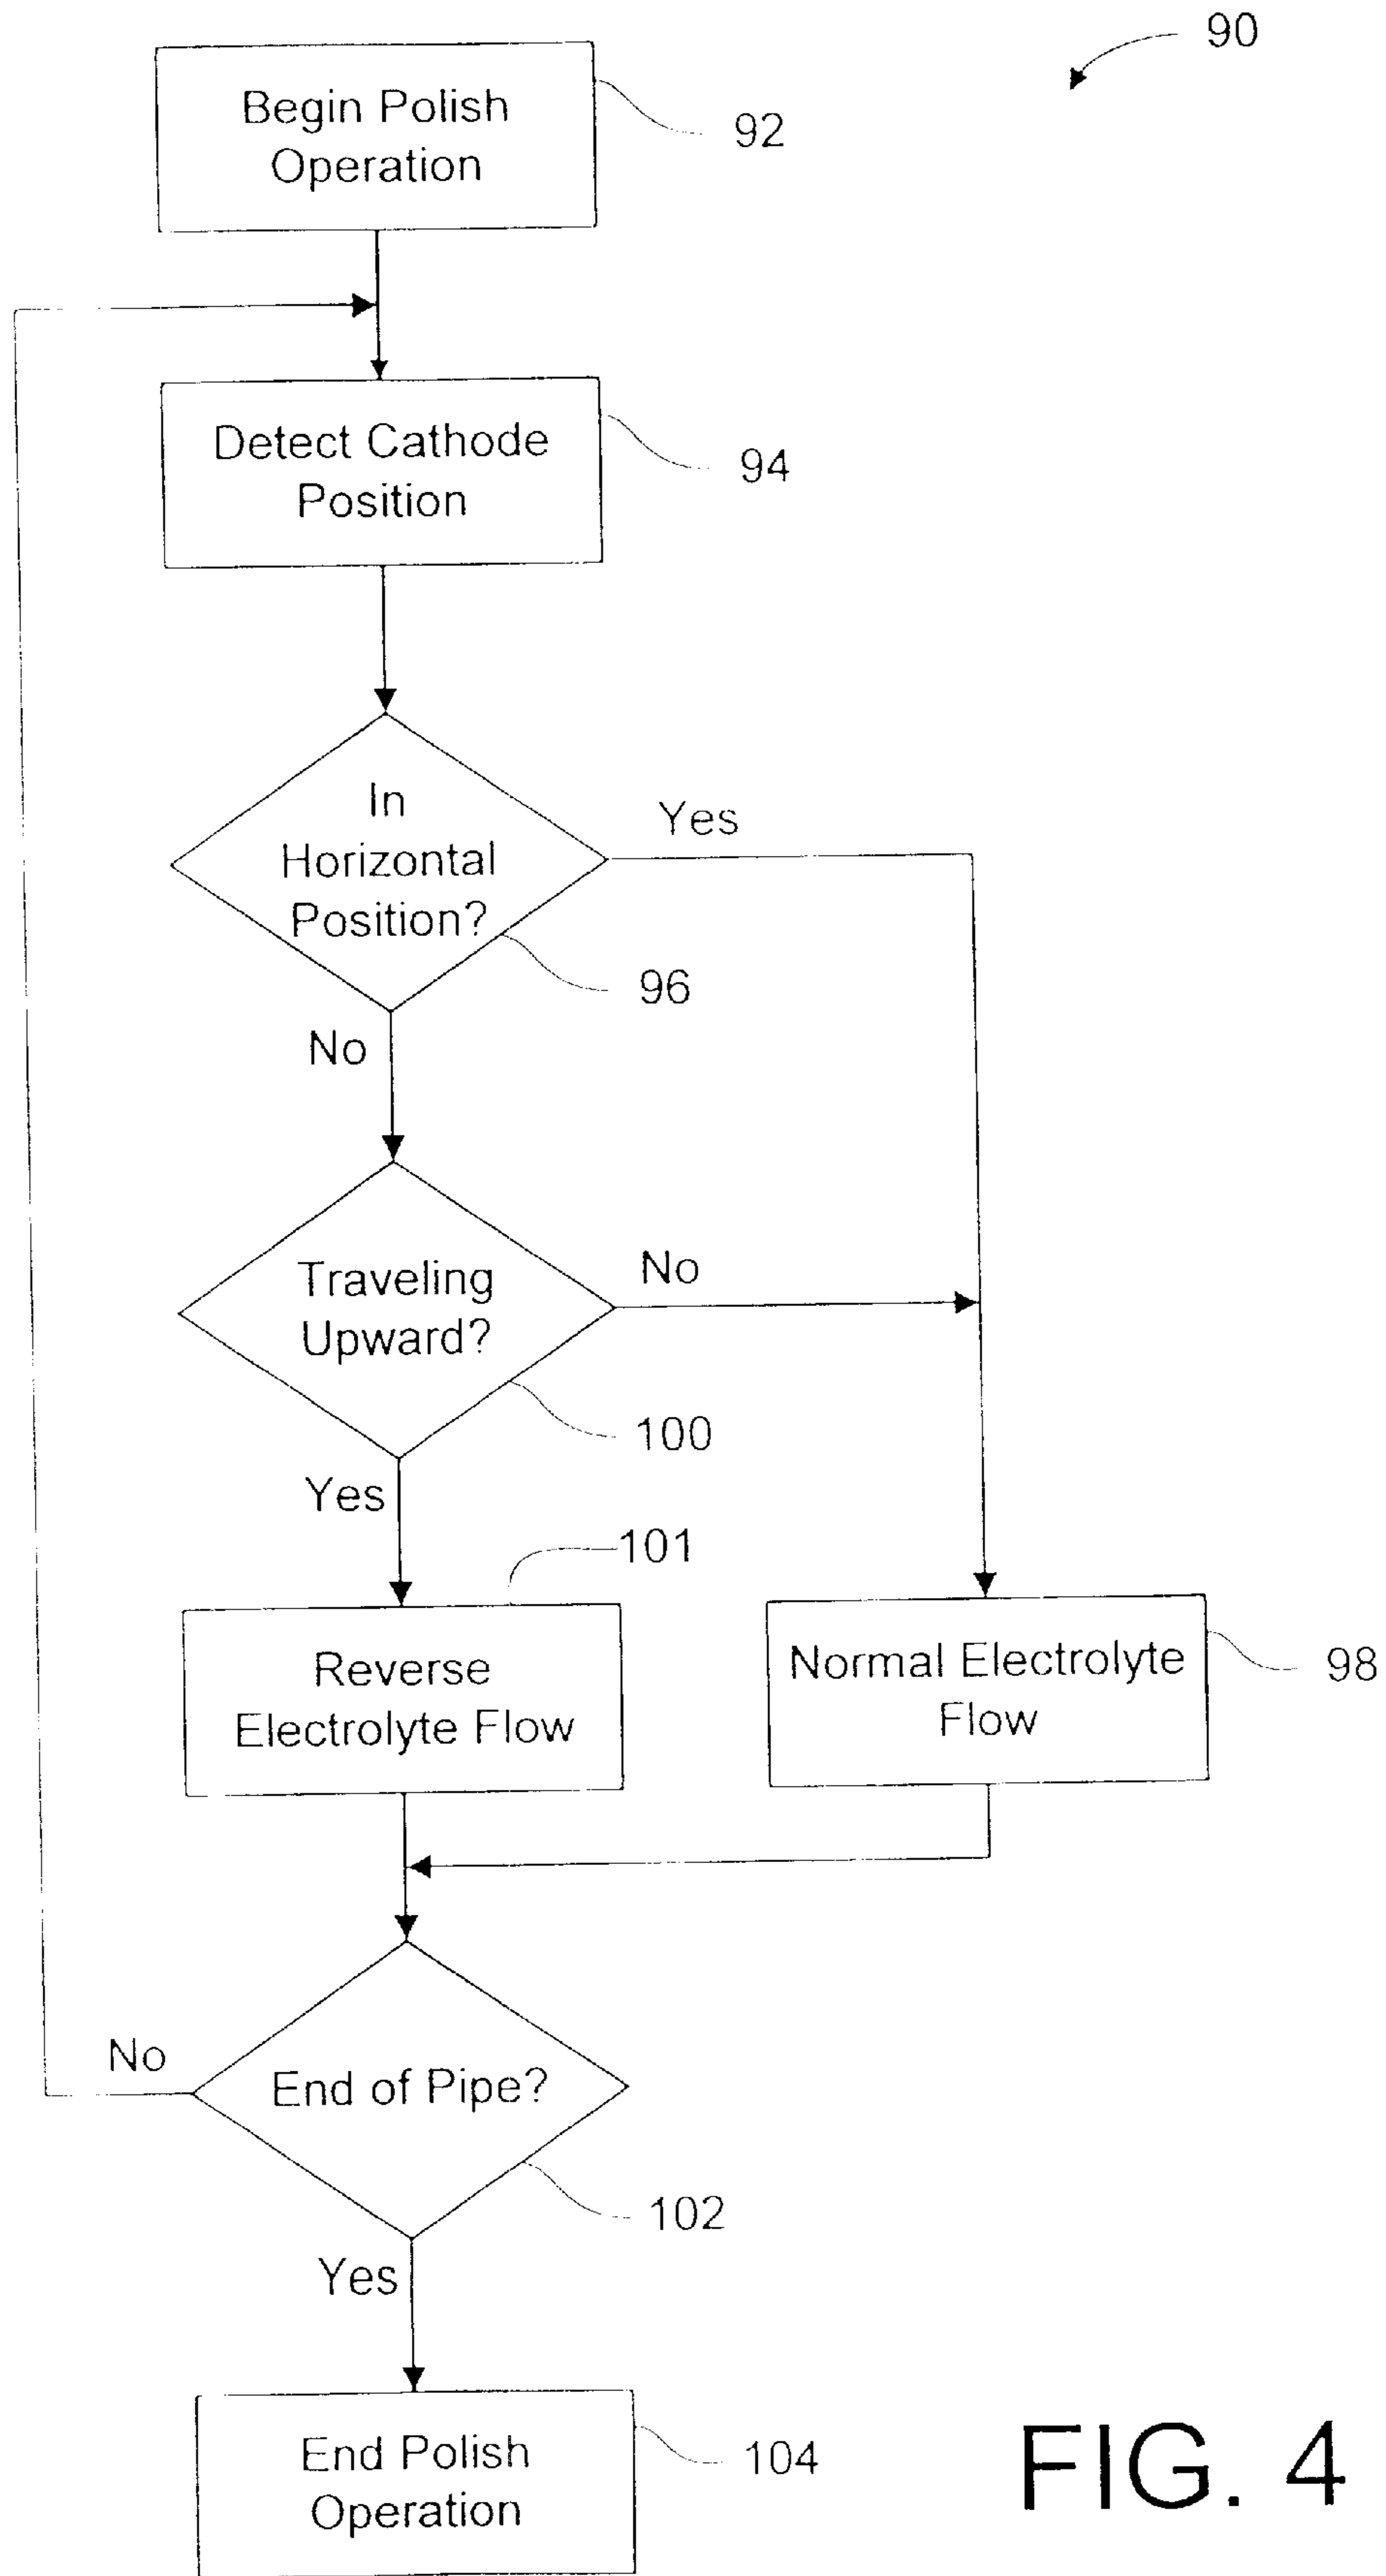 90
Begin Polish
Operation
92
Detect Cathode
Position
94
In
Horizontal
Position?
Yes
96
No
Traveling
Upward?
No
100
Yes
101
Reverse
Electrolyte Flow
Normal Electrolyte
Flow
98
End of Pipe?
No
102
Yes
End Polish
Operation
104
FIG. 4